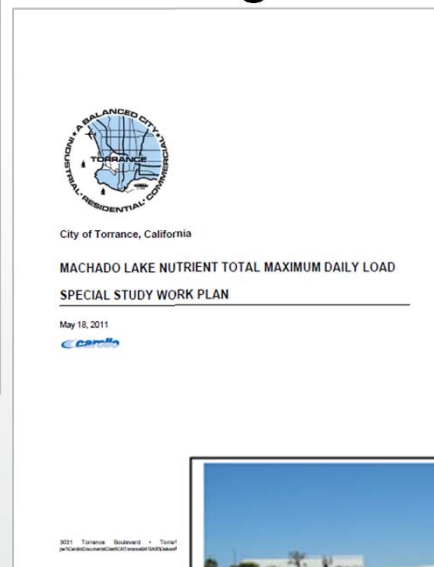 A BALANCED CITY
INDUSTRIAL·RESIDENTIAL·COMMERCIAL
TORRANCE
City of Torrance, California
MACHADO LAKE NUTRIENT TOTAL MAXIMUM DAILY LOAD
SPECIAL STUDY WORK PLAN
May 18, 2011
carollo
3031 Torrance Boulevard •